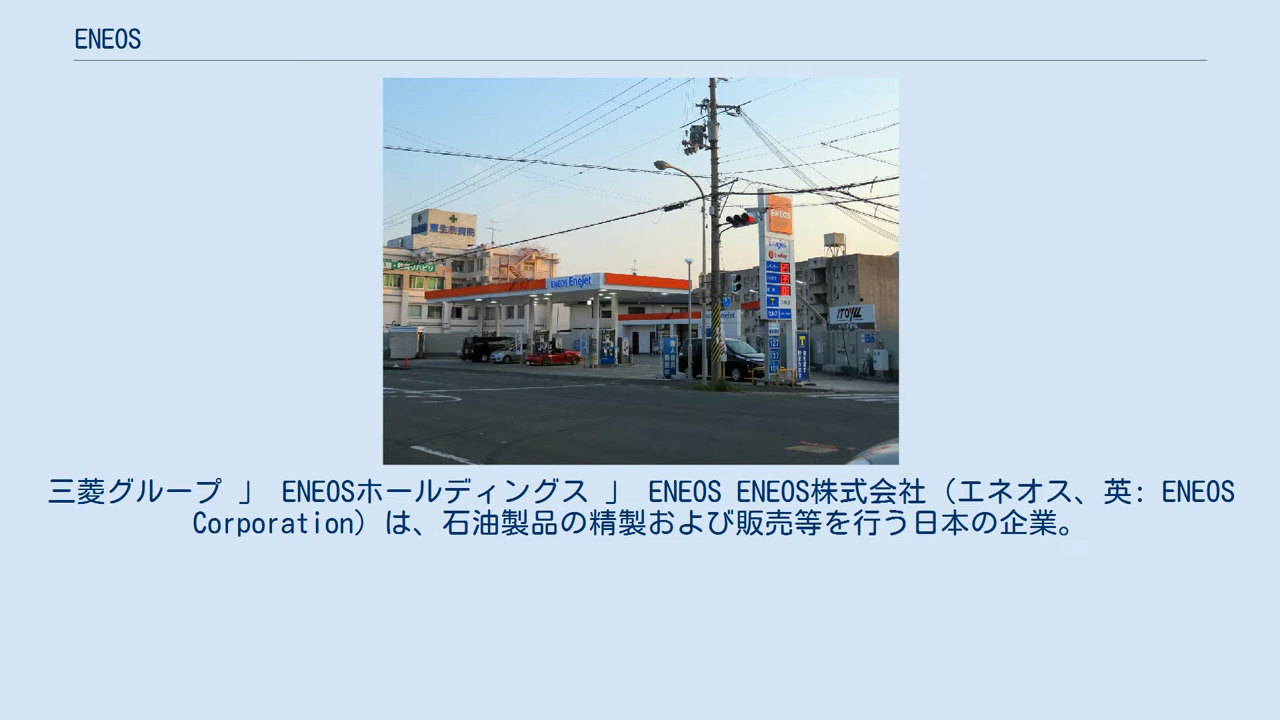 ENEOS
ENEOS
ENEOS Enejet
ITOYU
127
137
三菱グループ 」 ENEOSホールディングス 」 ENEOS ENEOS株式会社（エネオス、英: ENEOS
Corporation）は、石油製品の精製および販売等を行う日本の企業。